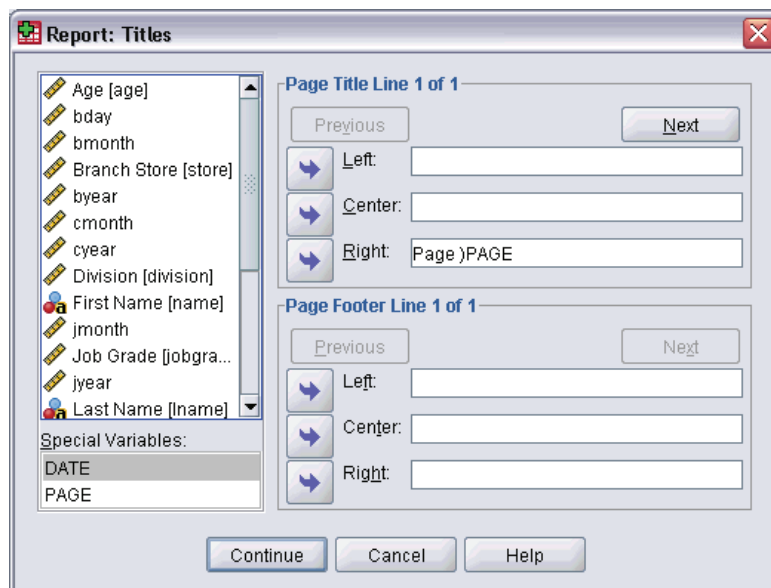 Report: Titles
Age [age]
bday
bmonth
Branch Store [store]
byear
cmonth
cyear
Division [division]
First Name [name]
jmonth
Job Grade [jobgra...
jyear
Last Name [lname]
Special Variables:
DATE
PAGE
Page Title Line 1 of 1
Previous
Next
Left:
Center:
Right:
Page )PAGE
Page Footer Line 1 of 1
Previous
Next
Left:
Center:
Right:
Continue
Cancel
Help